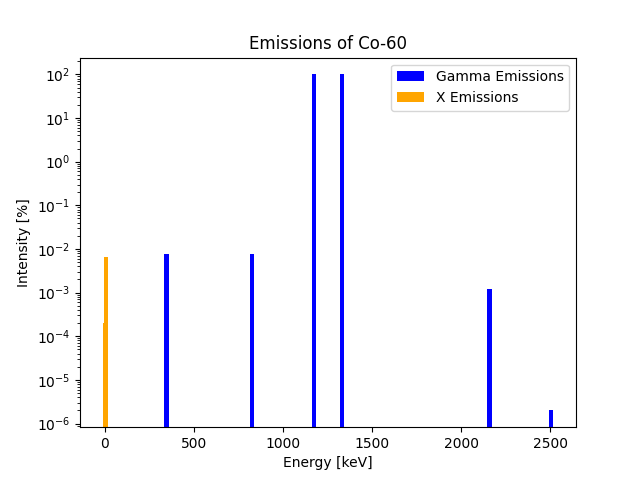 Emissions of Co-60
Gamma Emissions
X Emissions
10²
10¹
10⁰
10⁻¹
10⁻²
10⁻³
10⁻⁴
10⁻⁵
10⁻⁶
Intensity [%]
0 500 1000 1500 2000 2500
Energy [keV]